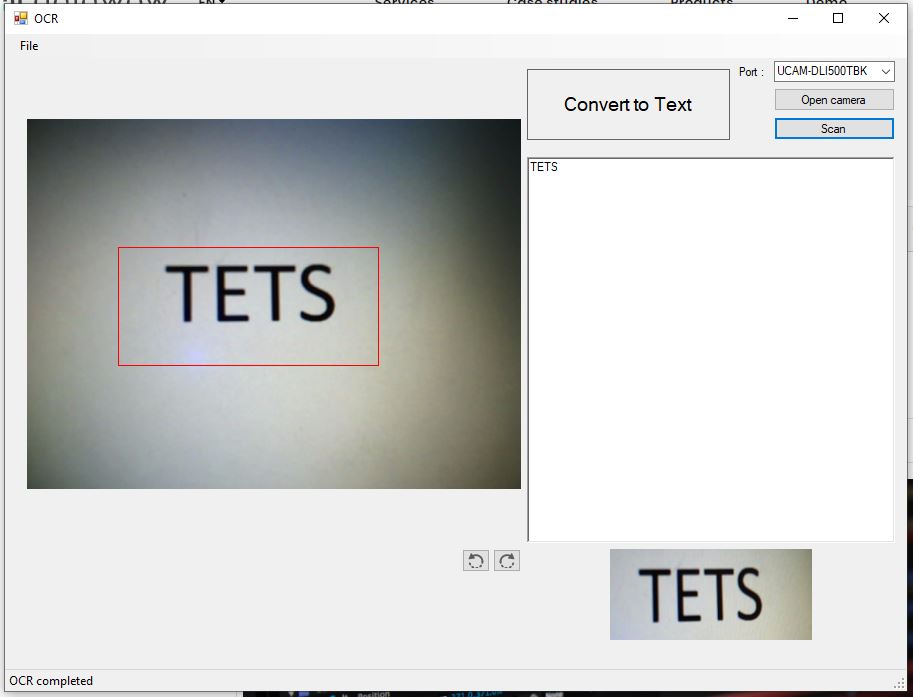 OCR
File
Port :
UCAM-DLI500TBK
Convert to Text
Open camera
Scan
TETS
TETS
TETS
OCR completed